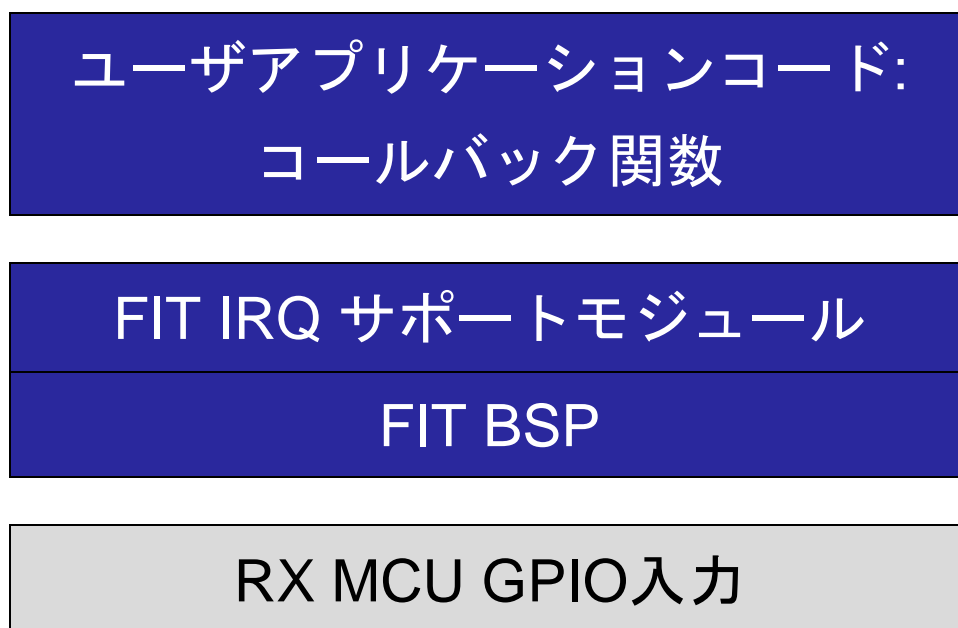 ユーザアプリケーションコード:
コールバック関数
FIT IRQ サポートモジュール
FIT BSP
RX MCU GPIO入力